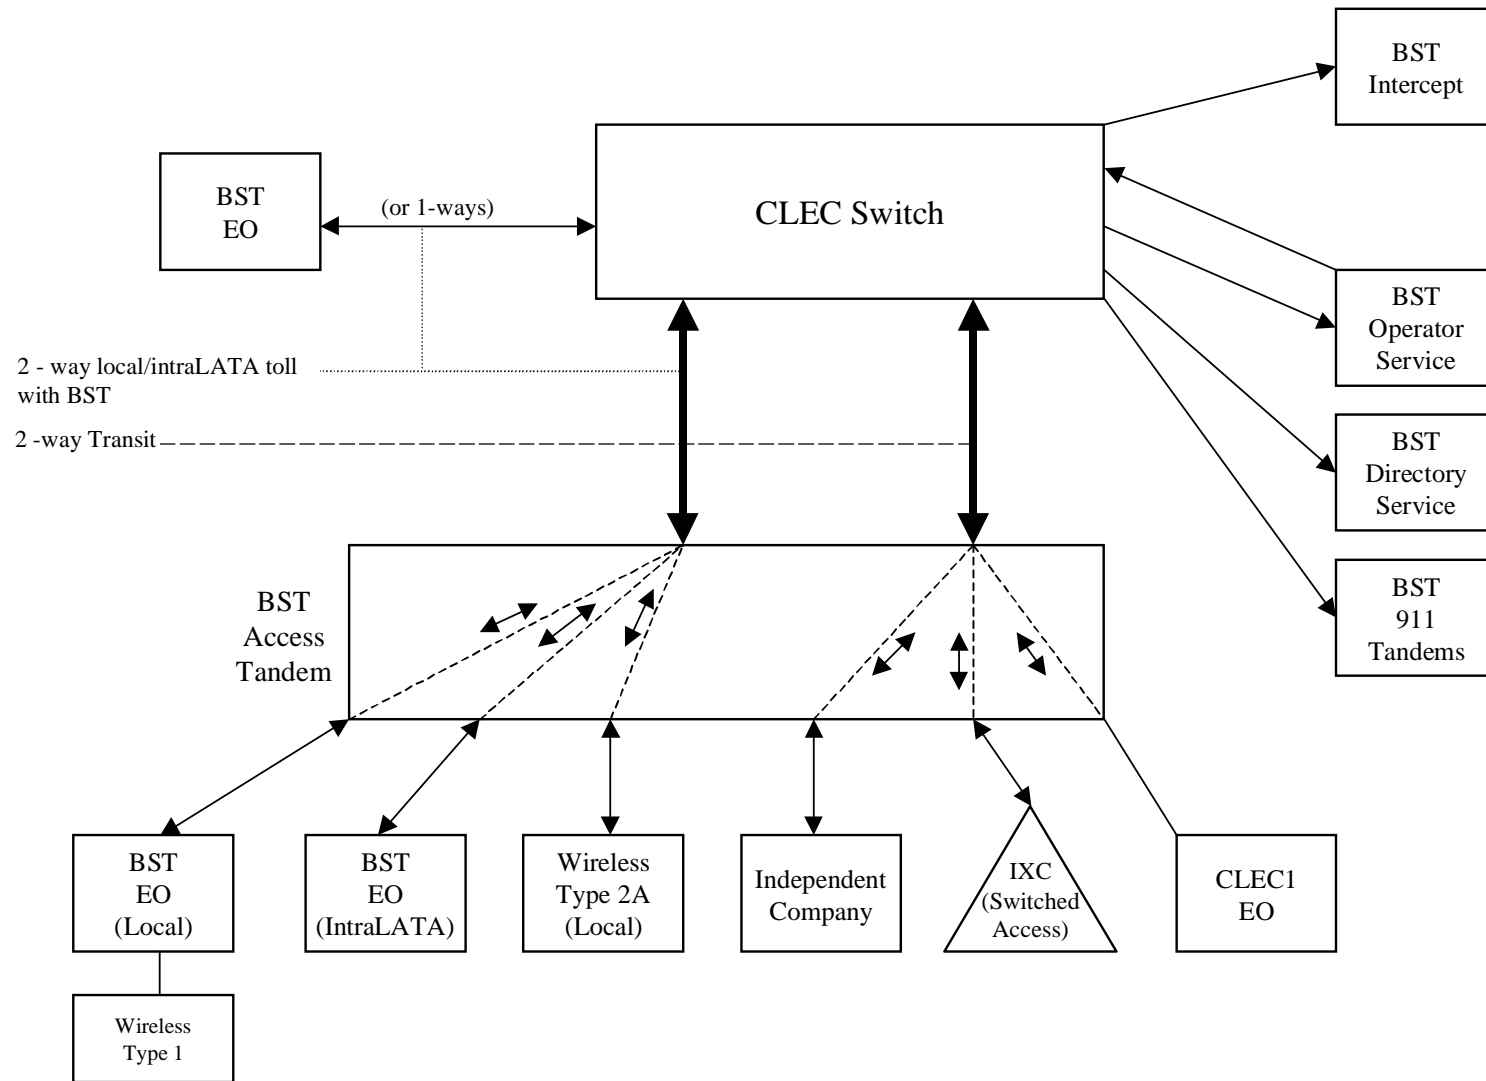 BST
Intercept
BST
EO
(or 1-ways)
CLEC Switch
BST
Operator
Service
2 - way local/intraLATA toll
with BST
2 -way Transit
BST
Directory
Service
BST
911
Tandems
BST
Access
Tandem
BST
EO
(Local)
BST
EO
(IntraLATA)
Wireless
Type 2A
(Local)
Independent
Company
IXC
(Switched
Access)
CLEC1
EO
Wireless
Type 1